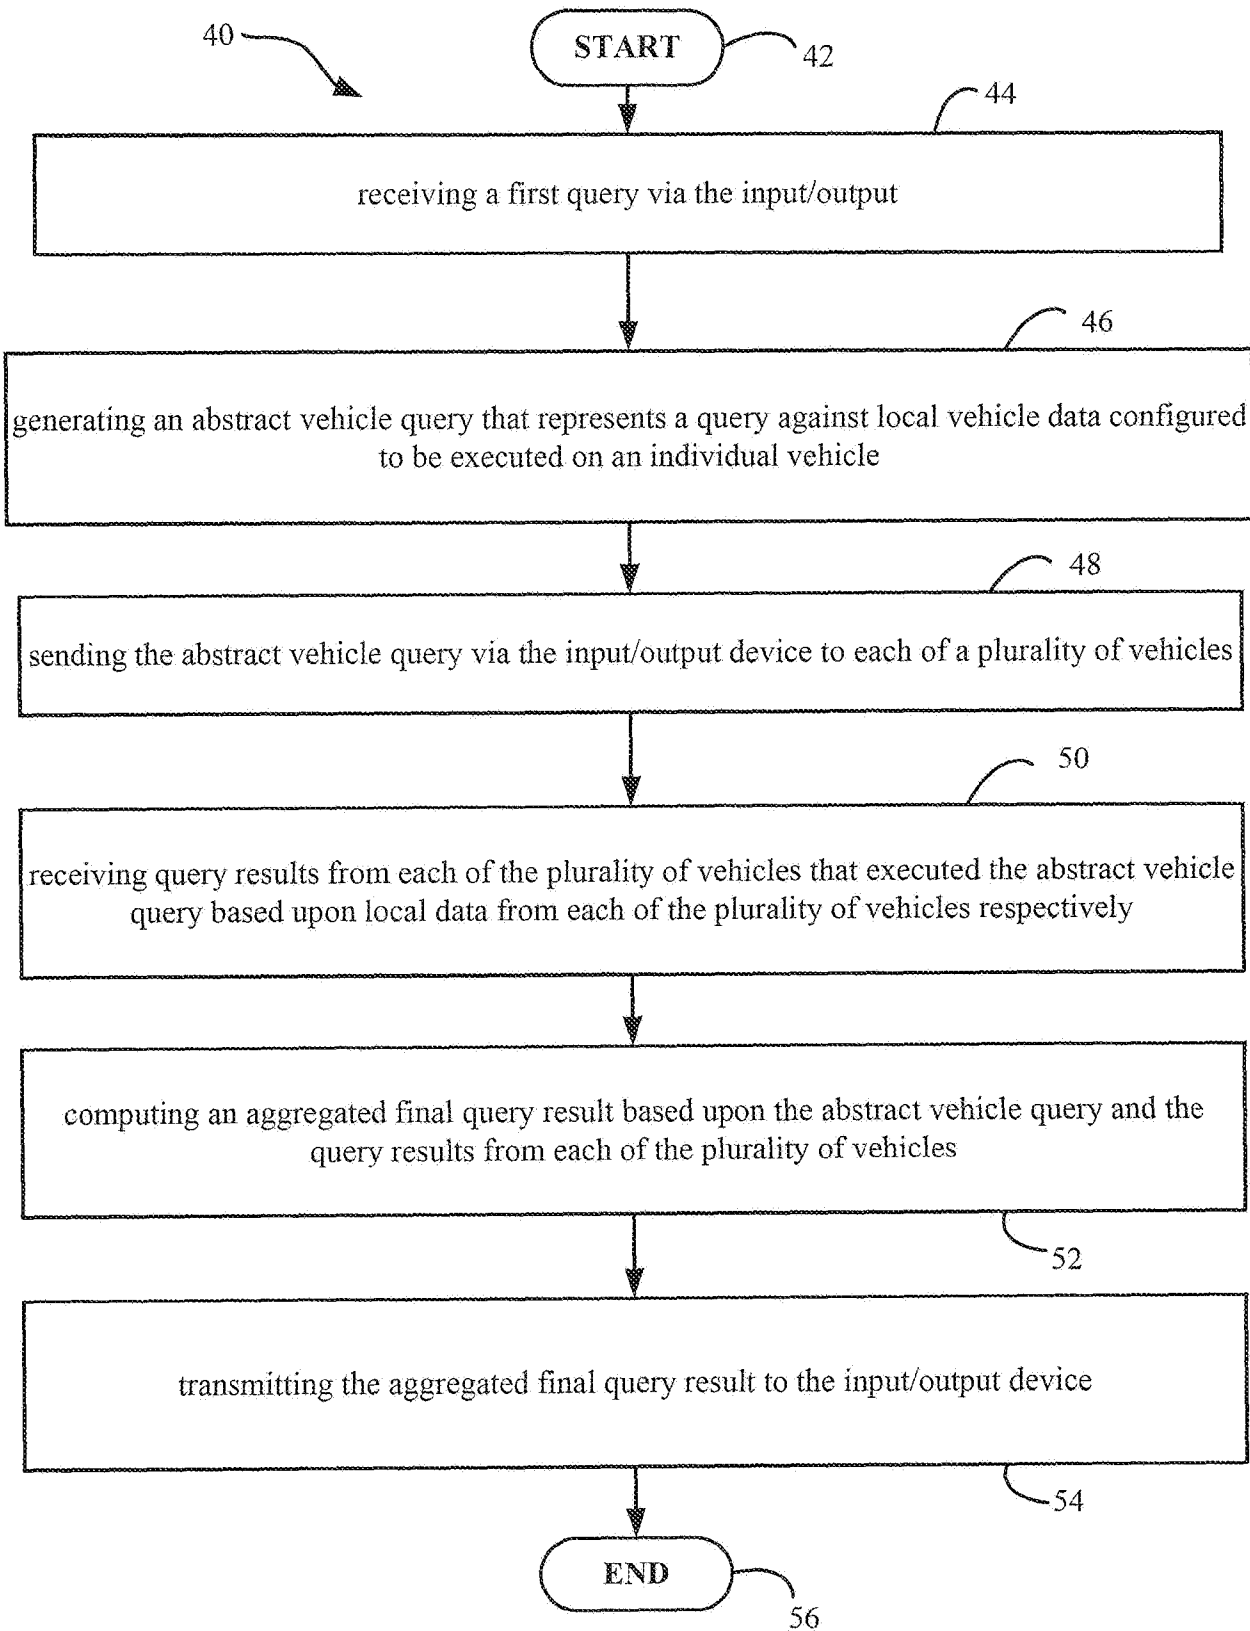 40
START
42
44
receiving a first query via the input/output
46
generating an abstract vehicle query that represents a query against local vehicle data configured
to be executed on an individual vehicle
48
sending the abstract vehicle query via the input/output device to each of a plurality of vehicles
50
receiving query results from each of the plurality of vehicles that executed the abstract vehicle
query based upon local data from each of the plurality of vehicles respectively
computing an aggregated final query result based upon the abstract vehicle query and the
query results from each of the plurality of vehicles
52
transmitting the aggregated final query result to the input/output device
54
END
56